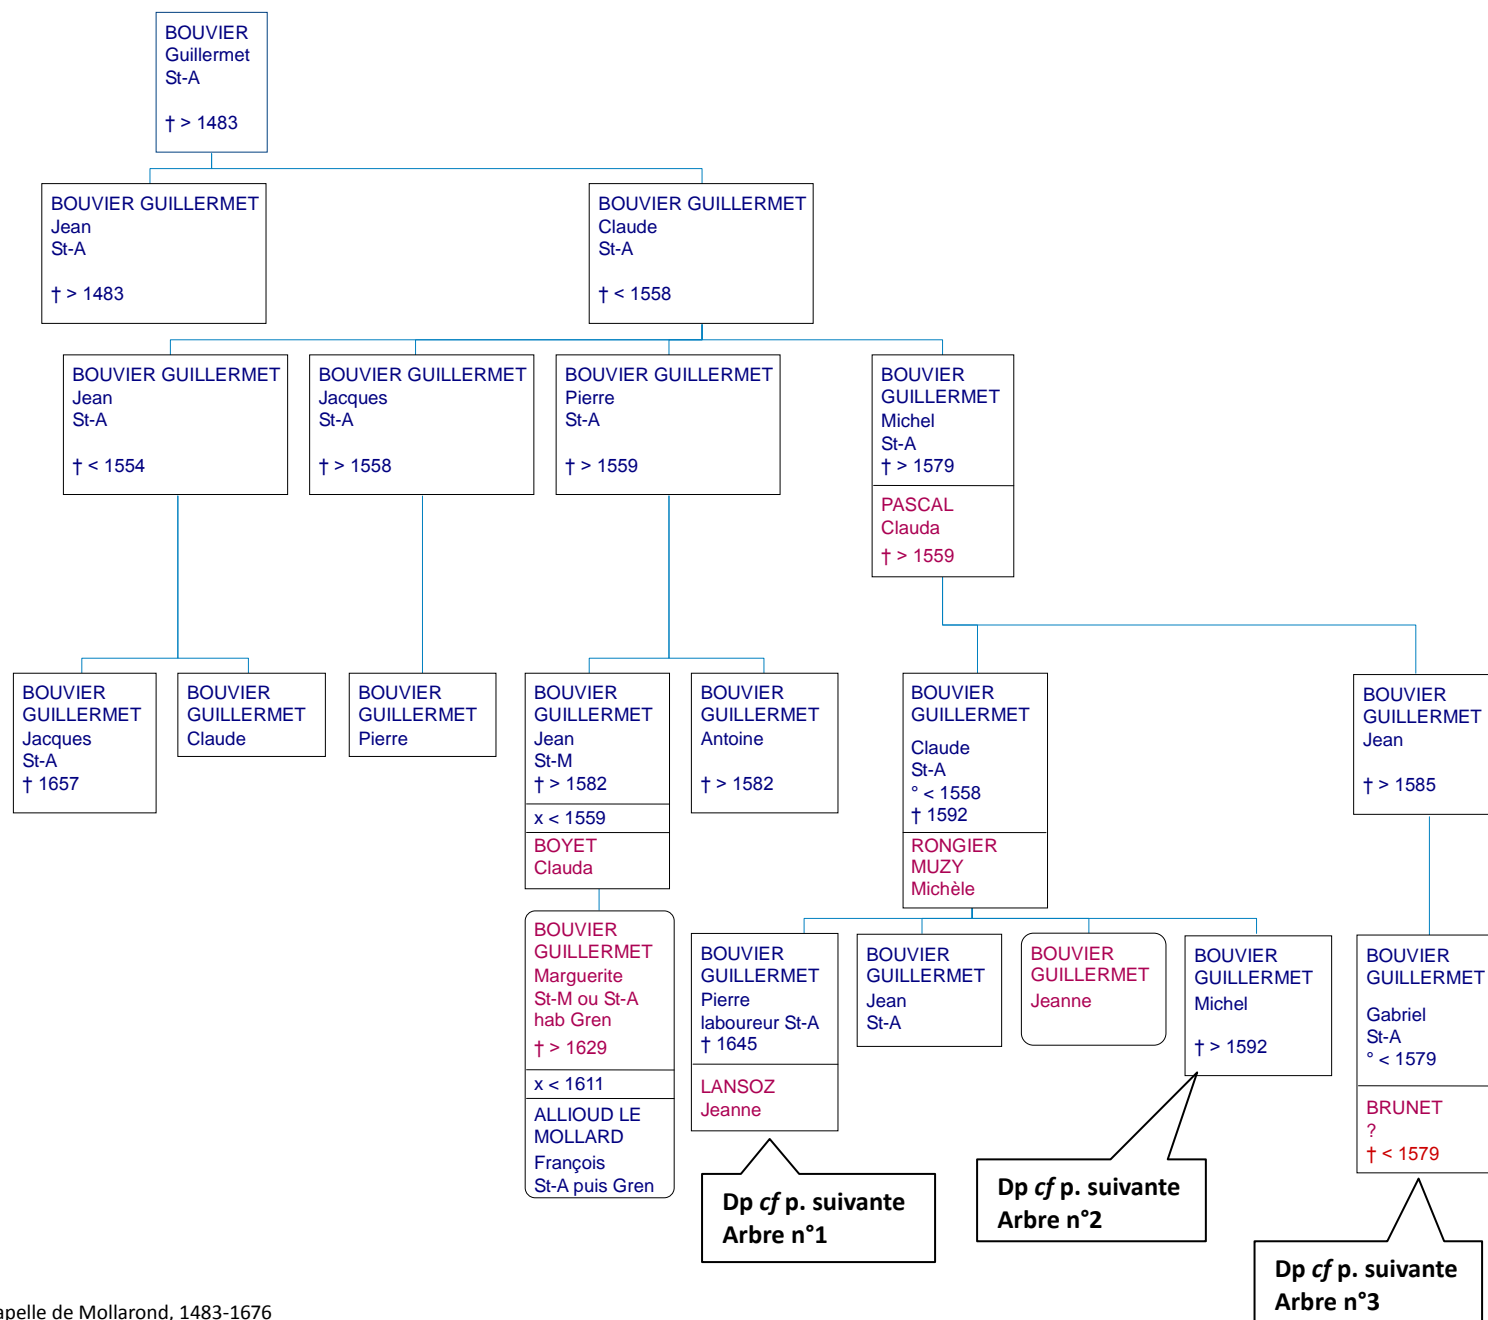 BOUVIER
Guillermet
St-A
† > 1483
BOUVIER GUILLERMET
Jean
St-A
† > 1483
BOUVIER GUILLERMET
Claude
St-A
† < 1558
BOUVIER GUILLERMET
Jean
St-A
† < 1554
BOUVIER GUILLERMET
Jacques
St-A
† > 1558
BOUVIER GUILLERMET
Pierre
St-A
† > 1559
BOUVIER
GUILLERMET
Michel
St-A
† > 1579
PASCAL
Clauda
† > 1559
BOUVIER
GUILLERMET
Jacques
St-A
† 1657
BOUVIER
GUILLERMET
Claude
BOUVIER
GUILLERMET
Pierre
BOUVIER
GUILLERMET
Jean
St-M
† > 1582
x < 1559
BOYET
Clauda
BOUVIER
GUILLERMET
Antoine
† > 1582
BOUVIER
GUILLERMET
Claude
St-A
° < 1558
† 1592
RONGIER
MUZY
Michèle
BOUVIER
GUILLERMET
Jean
† > 1585
BOUVIER
GUILLERMET
Marguerite
St-M ou St-A
hab Gren
† > 1629
x < 1611
ALLIOUD LE
MOLLARD
François
St-A puis Gren
BOUVIER
GUILLERMET
Pierre
laboureur St-A
† 1645
LANSOZ
Jeanne
BOUVIER
GUILLERMET
Jean
St-A
BOUVIER
GUILLERMET
Jeanne
BOUVIER
GUILLERMET
Michel
† > 1592
BOUVIER
GUILLERMET
Gabriel
St-A
° < 1579
BRUNET
?
† < 1579
Dp cf p. suivante
Arbre n°1
Dp cf p. suivante
Arbre n°2
Dp cf p. suivante
Arbre n°3
apelle de Mollarond, 1483-1676